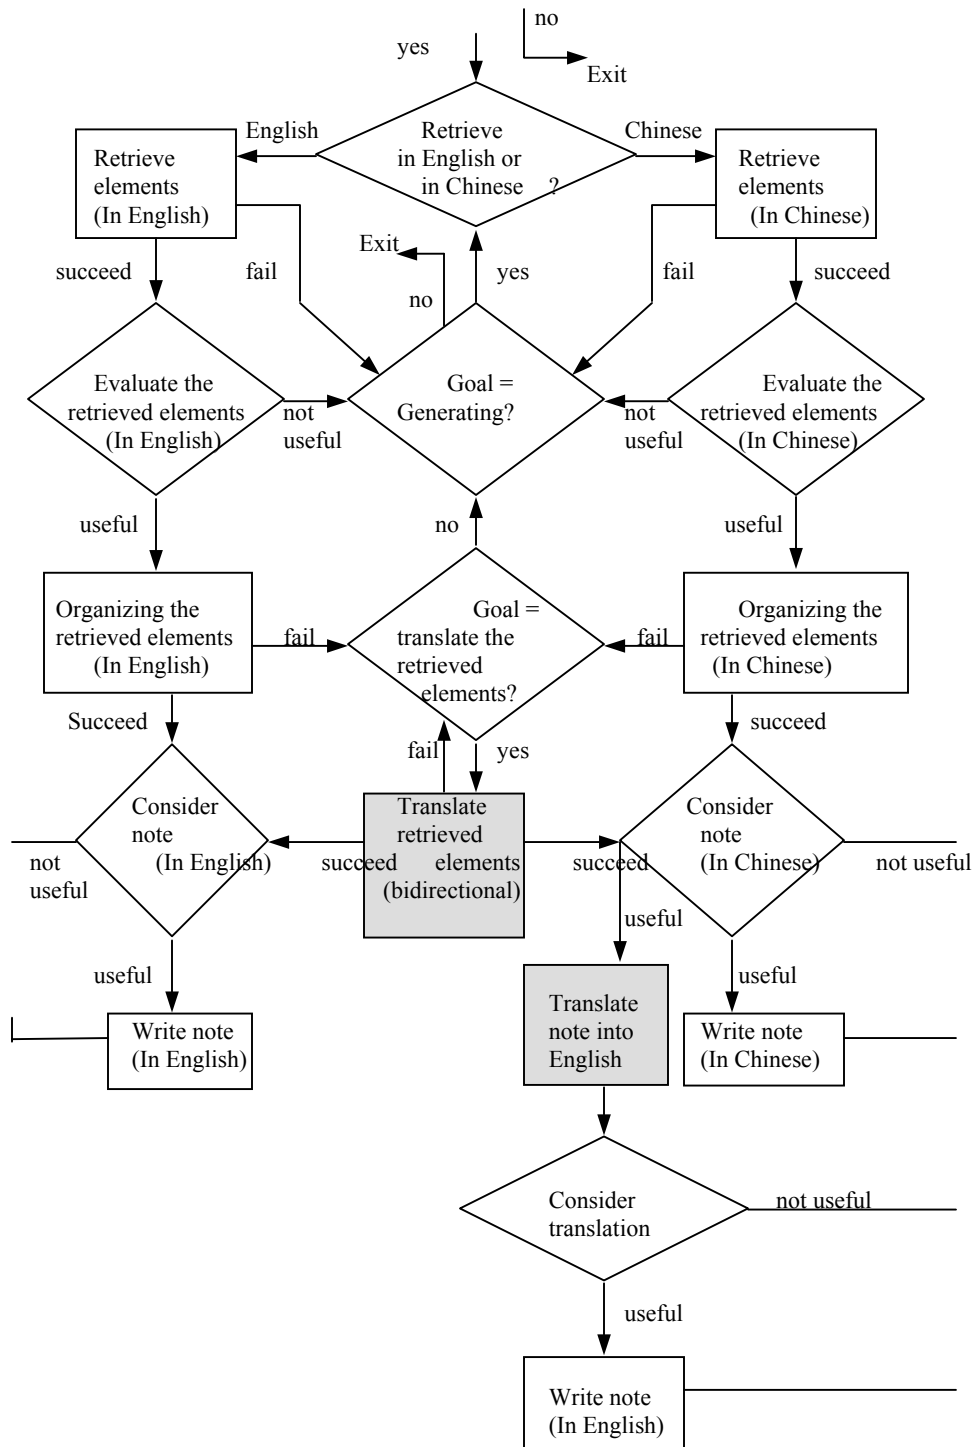 no
yes
Exit
English
Retrieve
in English or
in Chinese ?
Chinese
Retrieve
elements
(In English)
Retrieve
elements
(In Chinese)
succeed
fail
Exit
no
yes
fail
succeed
Evaluate the
retrieved elements
(In English)
not
useful
Goal =
Generating?
not
useful
Evaluate the
retrieved elements
(In Chinese)
useful
no
useful
Organizing the
retrieved elements
(In English)
fail
Goal =
translate the
retrieved
elements?
fail
Organizing the
retrieved elements
(In Chinese)
Succeed
fail
yes
succeed
Consider
note
(In English)
not
useful
succeed
Translate
retrieved
elements
(bidirectional)
succeed
Consider
note
(In Chinese)
not useful
useful
useful
useful
Write note
(In English)
Translate
note into
English
Write note
(In Chinese)
Consider
translation
not useful
useful
Write note
(In English)